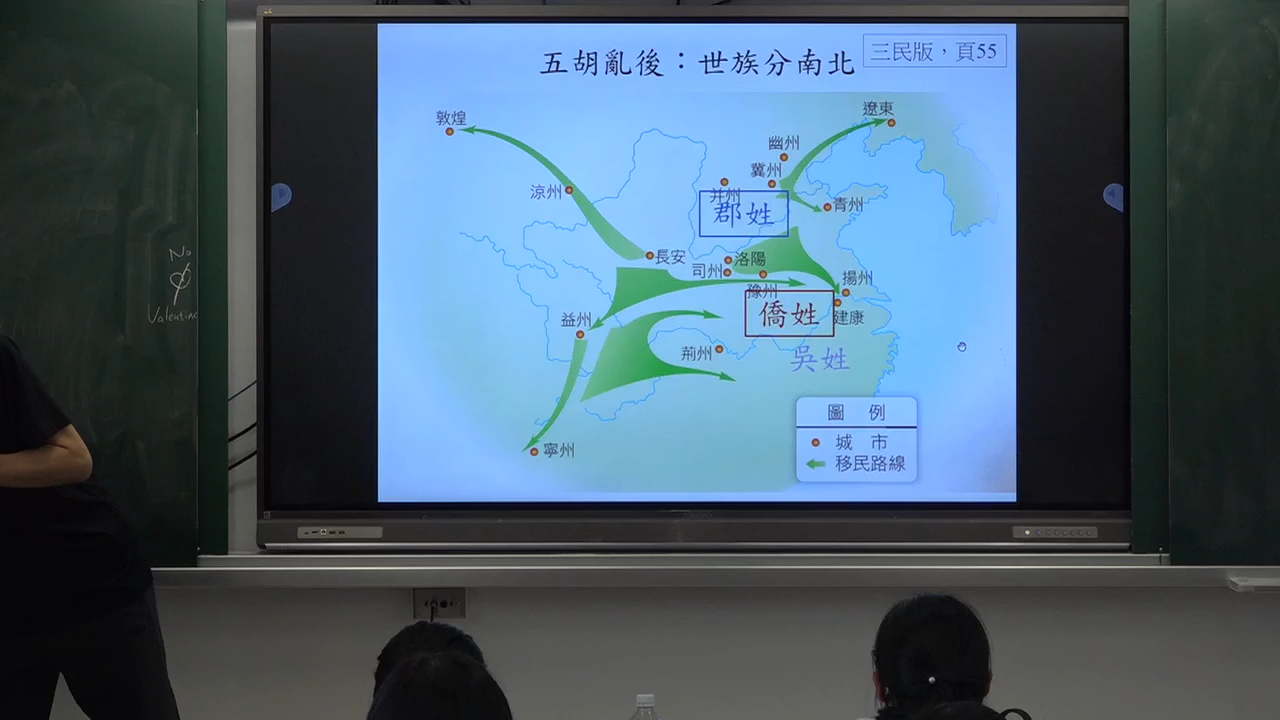 五胡亂後：世族分南北
三民版，頁55
敦煌
遼東
幽州
冀州
涼州
并州
青州
郡姓
長安
洛陽
司州
揚州
豫州
僑姓
建康
益州
荊州
吳姓
寧州
圖 例
城 市
移民路線
No
Valentine